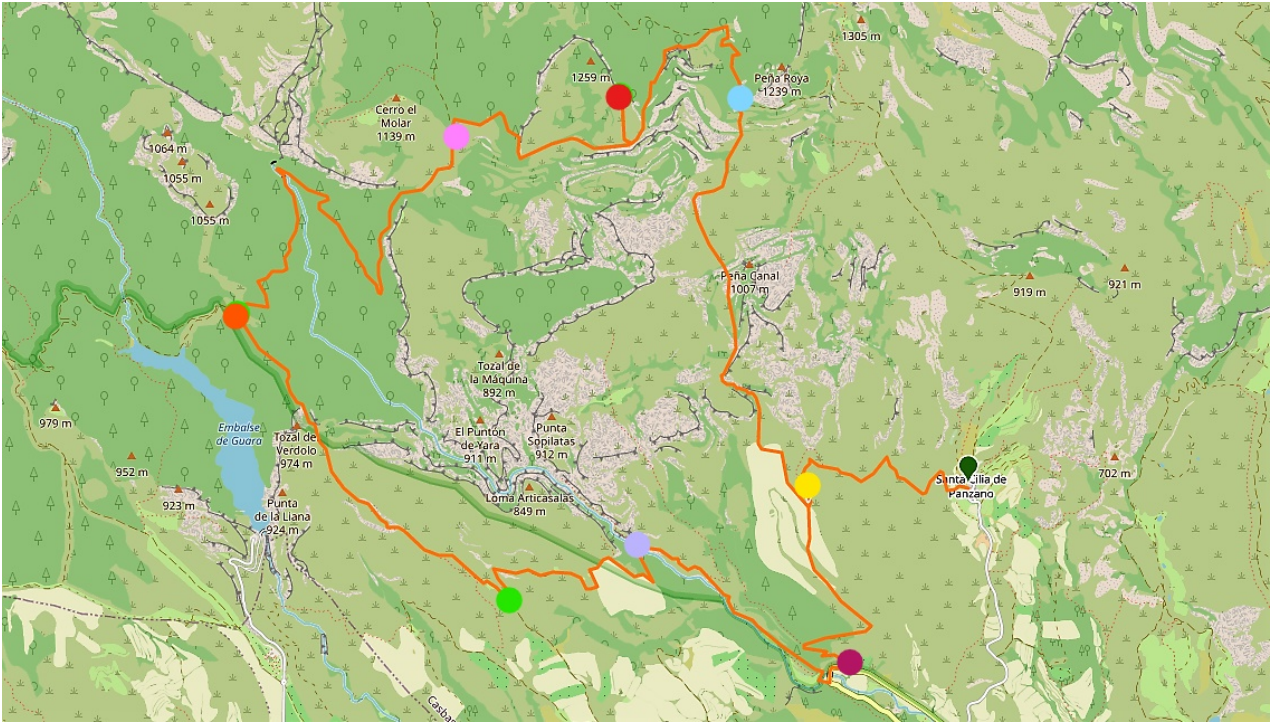 1305 m
1259 m
Peña Roya
1239 m
Cerro el
Molar
1139 m
1064 m
1055 m
1055 m
Peña Canal
1007 m
919 m
921 m
Tozal de
la Máquina
892 m
979 m
Embalse
de Guara
Tozal de
Verdolo
974 m
El Puntón
de Yara
911 m
Punta
Sopilatas
912 m
952 m
702 m
Santa Cilia de
Panzano
923 m
Punta
de la Liana
924 m
Loma Articasalas
849 m
Casba